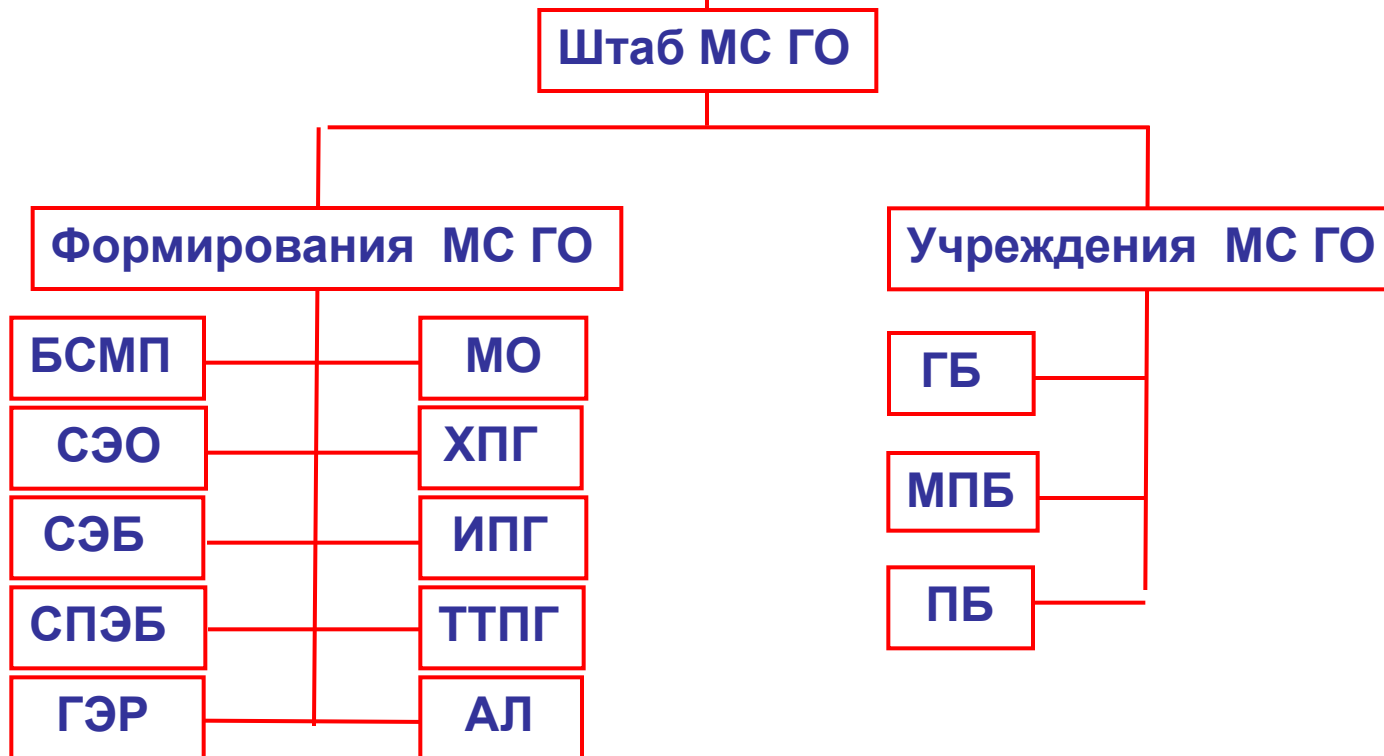 Штаб МС ГО
Формирования МС ГО
Учреждения МС ГО
БСМП
МО
СЭО
ХПГ
СЭБ
ИПГ
СПЭБ
ТТПГ
ГЭР
АЛ
ГБ
МПБ
ПБ